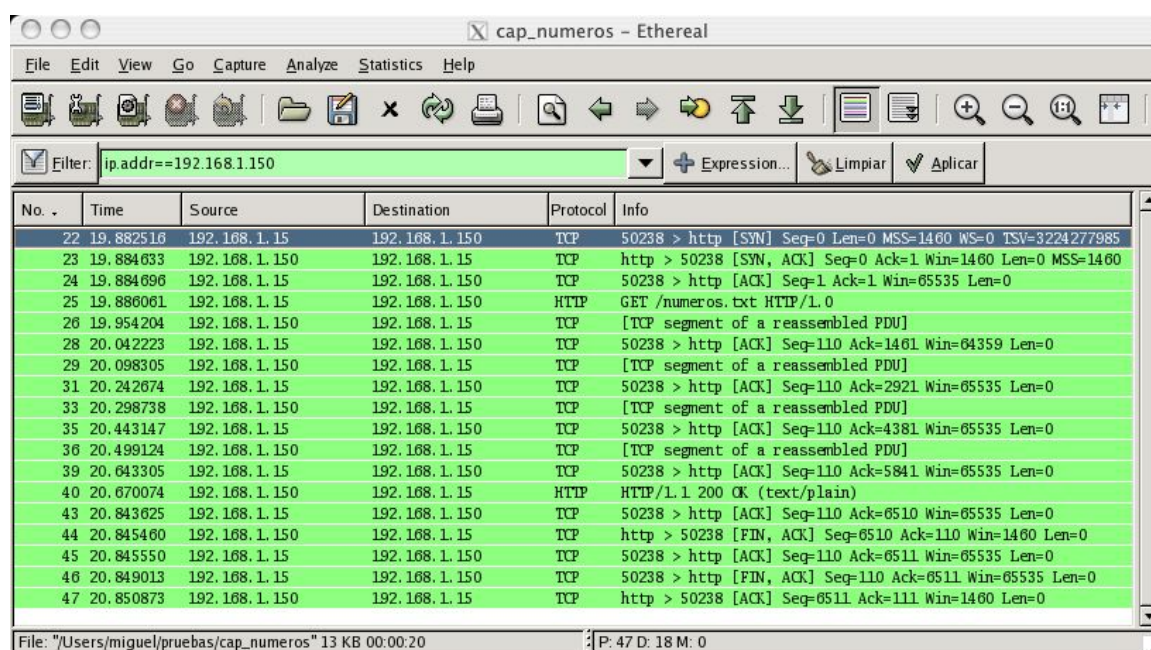 cap_numeros - Ethereal
File Edit View Go Capture Analyze Statistics Help
Filter: ip.addr==192.168.1.150 Expression... Limpiar Aplicar
No. Time Source Destination Protocol Info
22 19.882516 192.168.1.15 192.168.1.150 TCP 50238 > http [SYN] Seq=0 Len=0 MSS=1460 WS=0 TSV=3224277985
23 19.884633 192.168.1.150 192.168.1.15 TCP http > 50238 [SYN, ACK] Seq=0 Ack=1 Win=1460 Len=0 MSS=1460
24 19.884696 192.168.1.15 192.168.1.150 TCP 50238 > http [ACK] Seq=1 Ack=1 Win=65535 Len=0
25 19.886061 192.168.1.15 192.168.1.150 HTTP GET /numeros.txt HTTP/1.0
26 19.954204 192.168.1.150 192.168.1.15 TCP [TCP segment of a reassembled PDU]
28 20.042223 192.168.1.15 192.168.1.150 TCP 50238 > http [ACK] Seq=110 Ack=1461 Win=64359 Len=0
29 20.098305 192.168.1.150 192.168.1.15 TCP [TCP segment of a reassembled PDU]
31 20.242674 192.168.1.15 192.168.1.150 TCP 50238 > http [ACK] Seq=110 Ack=2921 Win=65535 Len=0
33 20.298738 192.168.1.150 192.168.1.15 TCP [TCP segment of a reassembled PDU]
35 20.443147 192.168.1.15 192.168.1.150 TCP 50238 > http [ACK] Seq=110 Ack=4381 Win=65535 Len=0
36 20.499124 192.168.1.150 192.168.1.15 TCP [TCP segment of a reassembled PDU]
39 20.643305 192.168.1.15 192.168.1.150 TCP 50238 > http [ACK] Seq=110 Ack=5841 Win=65535 Len=0
40 20.670074 192.168.1.150 192.168.1.15 HTTP HTTP/1.1 200 OK (text/plain)
43 20.843625 192.168.1.15 192.168.1.150 TCP 50238 > http [ACK] Seq=110 Ack=6510 Win=65535 Len=0
44 20.845460 192.168.1.150 192.168.1.15 TCP http > 50238 [FIN, ACK] Seq=6510 Ack=110 Win=1460 Len=0
45 20.845550 192.168.1.15 192.168.1.150 TCP 50238 > http [ACK] Seq=110 Ack=6511 Win=65535 Len=0
46 20.849013 192.168.1.15 192.168.1.150 TCP 50238 > http [FIN, ACK] Seq=110 Ack=6511 Win=65535 Len=0
47 20.850873 192.168.1.150 192.168.1.15 TCP http > 50238 [ACK] Seq=6511 Ack=111 Win=1460 Len=0
File: "/Users/miguel/pruebas/cap_numeros" 13 KB 00:00:20 P: 47 D: 18 M: 0